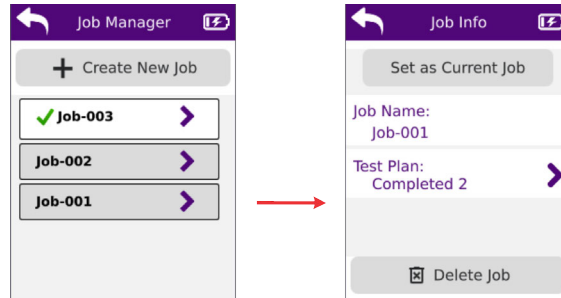 Job Manager
Create New Job
Job-003
Job-002
Job-001
Job Info
Set as Current Job
Job Name:
Job-001
Test Plan:
Completed 2
Delete Job